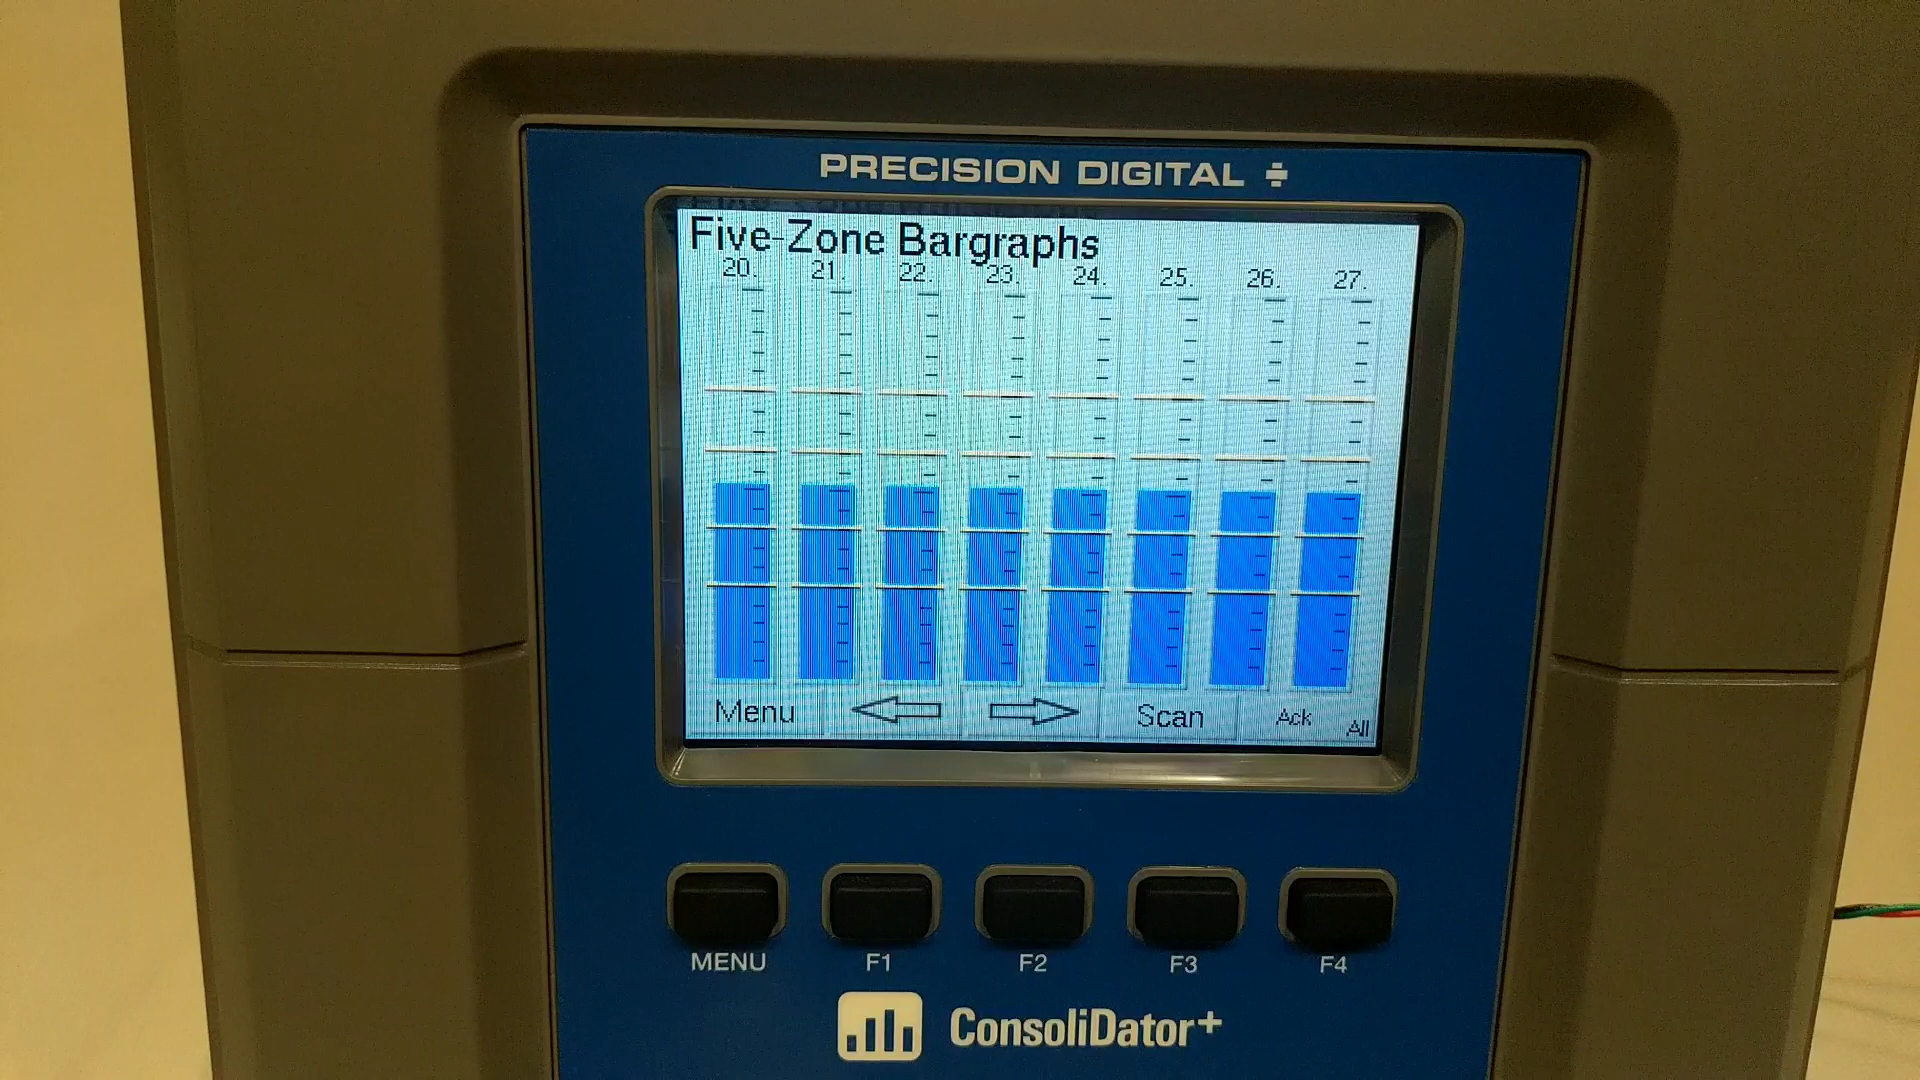 PRECISION DIGITAL
Five-Zone Bargraphs
20. 21. 22. 23. 24. 25. 26. 27.
Menu Scan Ack All
MENU F1 F2 F3 F4
ConsoliDator+